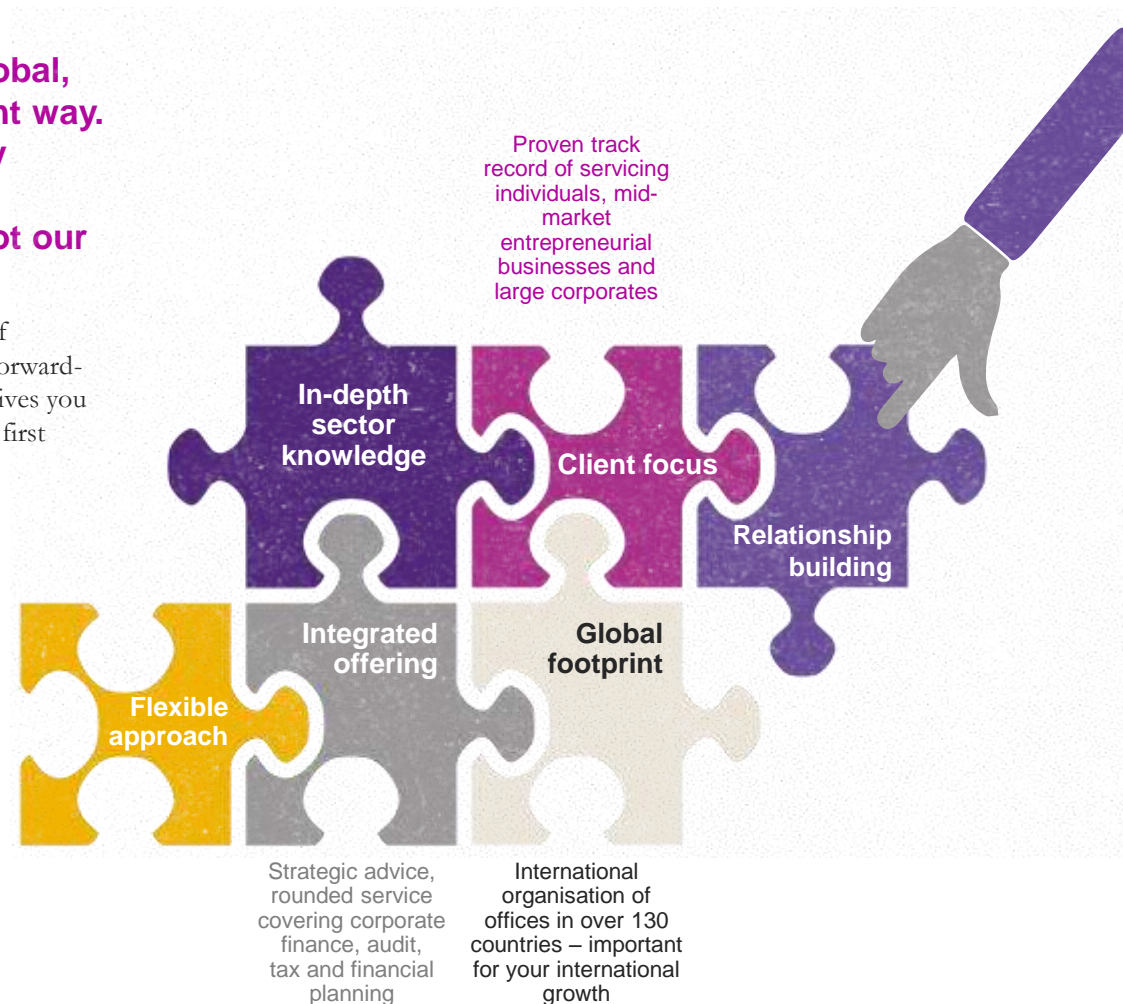 obal,
nt way.
ot our
f
orward-
ives you
first
Proven track
record of servicing
individuals, mid-
market
entrepreneurial
businesses and
large corporates
In-depth
sector
knowledge
Client focus
Relationship
building
Integrated
offering
Global
footprint
Flexible
approach
Strategic advice,
rounded service
covering corporate
finance, audit,
tax and financial
planning
International
organisation of
offices in over 130
countries – important
for your international
growth